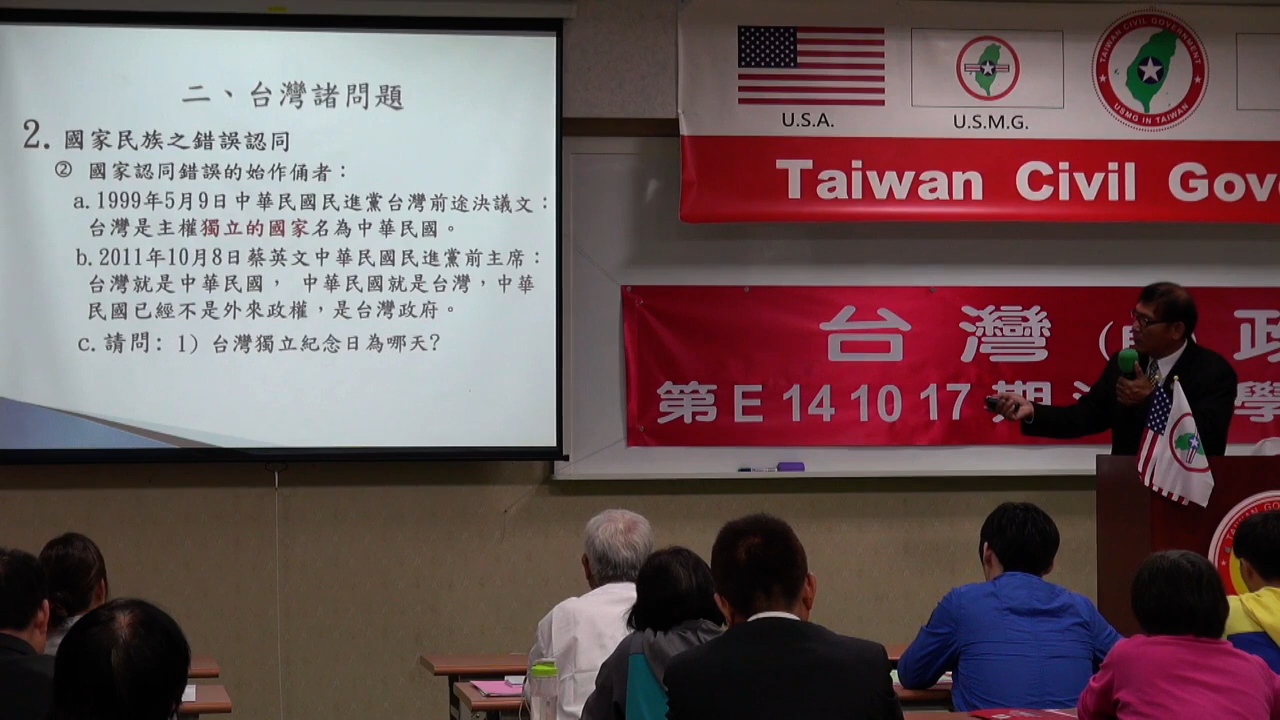 二、台灣諸問題
2. 國家民族之錯誤認同
② 國家認同錯誤的始作俑者：
a. 1999年5月9日中華民國民進黨台灣前途決議文：
台灣是主權獨立的國家名為中華民國。
b. 2011年10月8日蔡英文中華民國民進黨前主席：
台灣就是中華民國， 中華民國就是台灣，中華
民國已經不是外來政權，是台灣政府。
c. 請問：1) 台灣獨立紀念日為哪天?
U.S.A.
U.S.M.G.
TAIWAN CIVIL GOVERNMENT
USMG IN TAIWAN
Taiwan Civil Gov
台灣（
政
第E 14 10 17 期
學